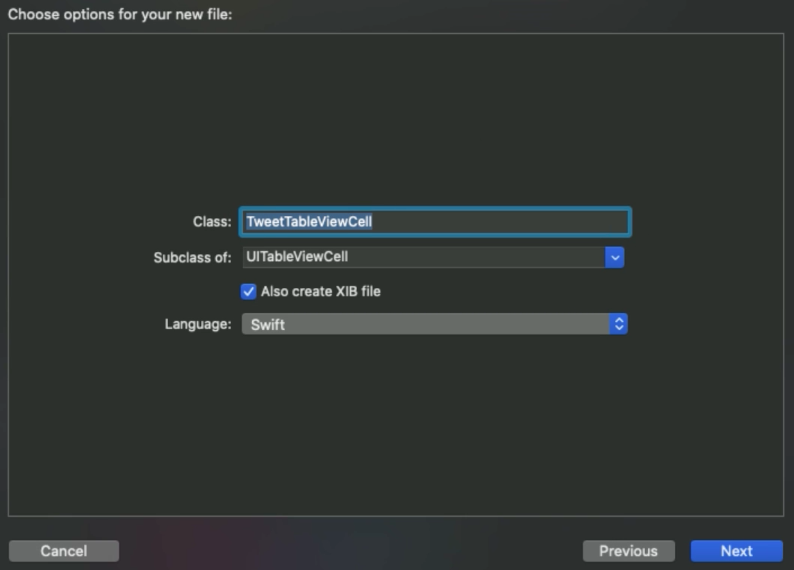 Choose options for your new file:
Class: TweetTableViewCell
Subclass of: UITableViewCell
Also create XIB file
Language: Swift
Cancel Previous Next